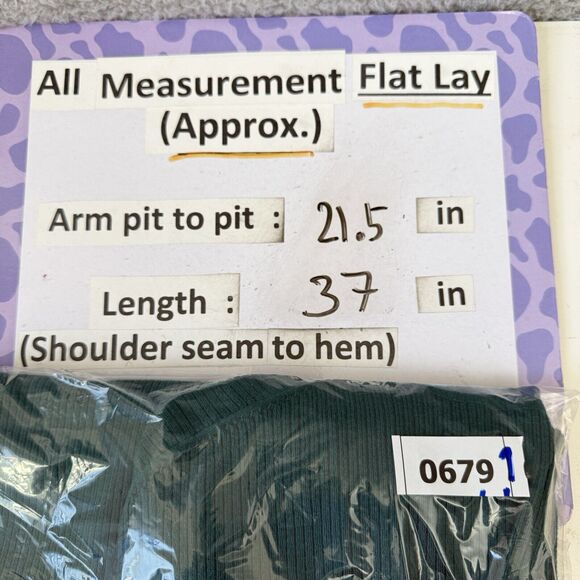 All Measurement Flat Lay
(Approx.)
Arm pit to pit : 21.5 in
Length : 37 in
(Shoulder seam to hem)
06791